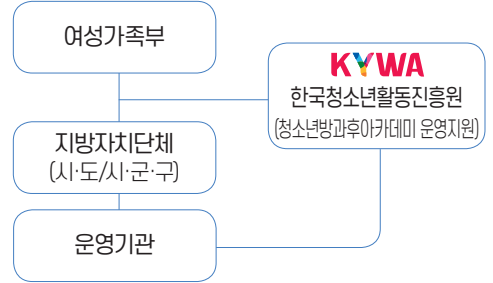 여성가족부
KYWA
한국청소년활동진흥원
(청소년방과후아카데미 운영지원)
지방자치단체
(시·도/시·군·구)
운영기관